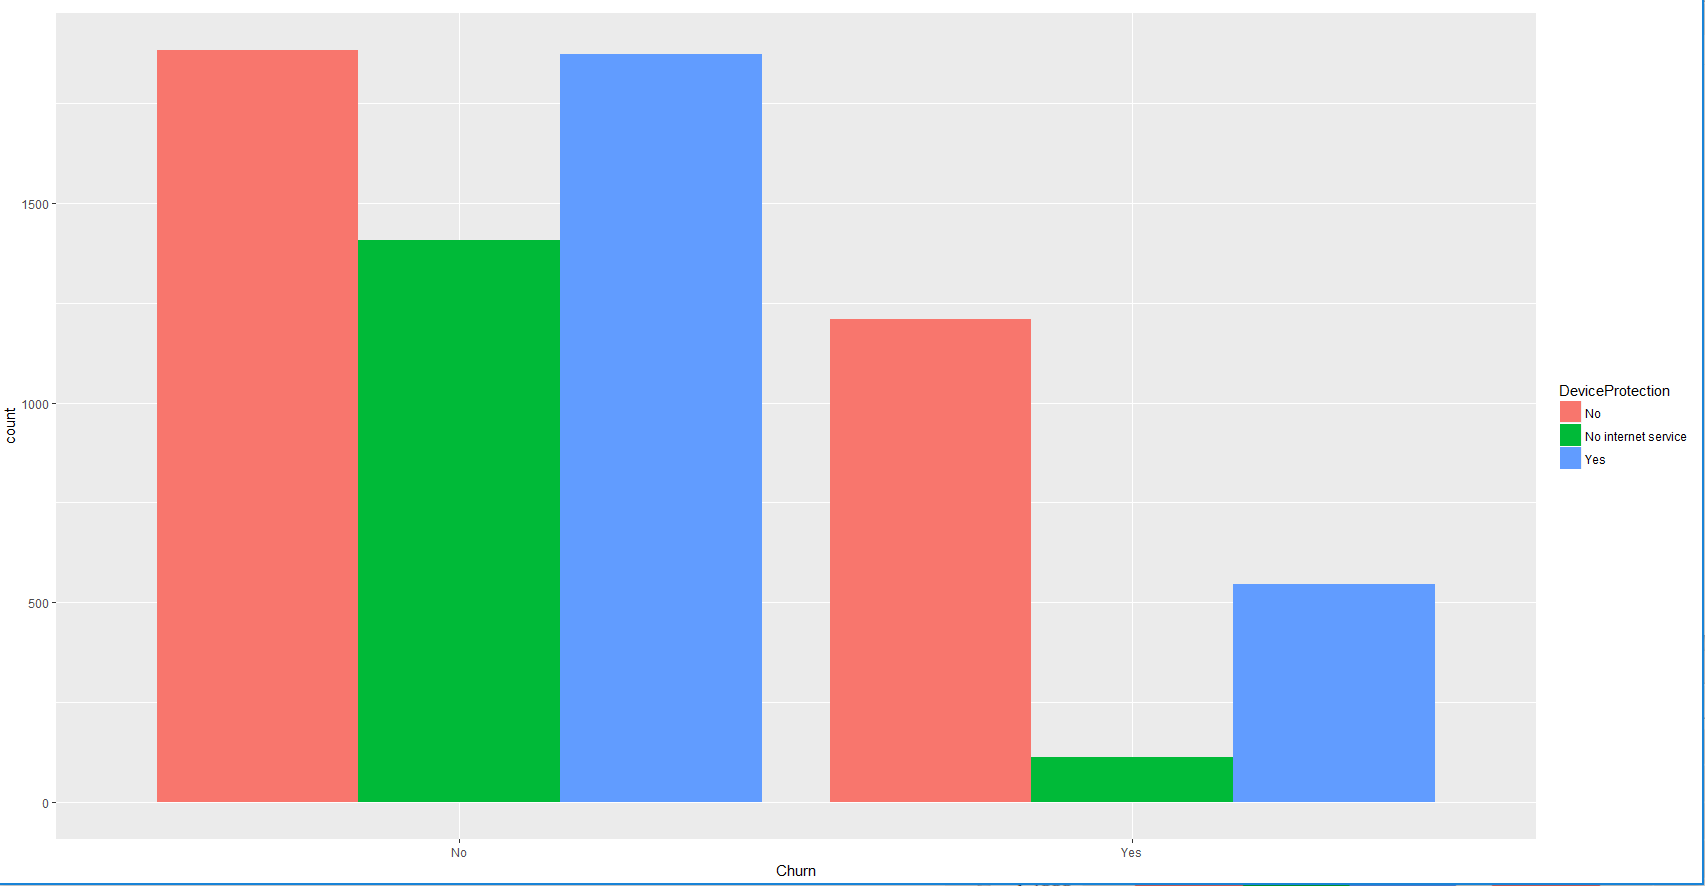 1500
1000
500
0
count
No
Yes
Churn
DeviceProtection
No
No internet service
Yes